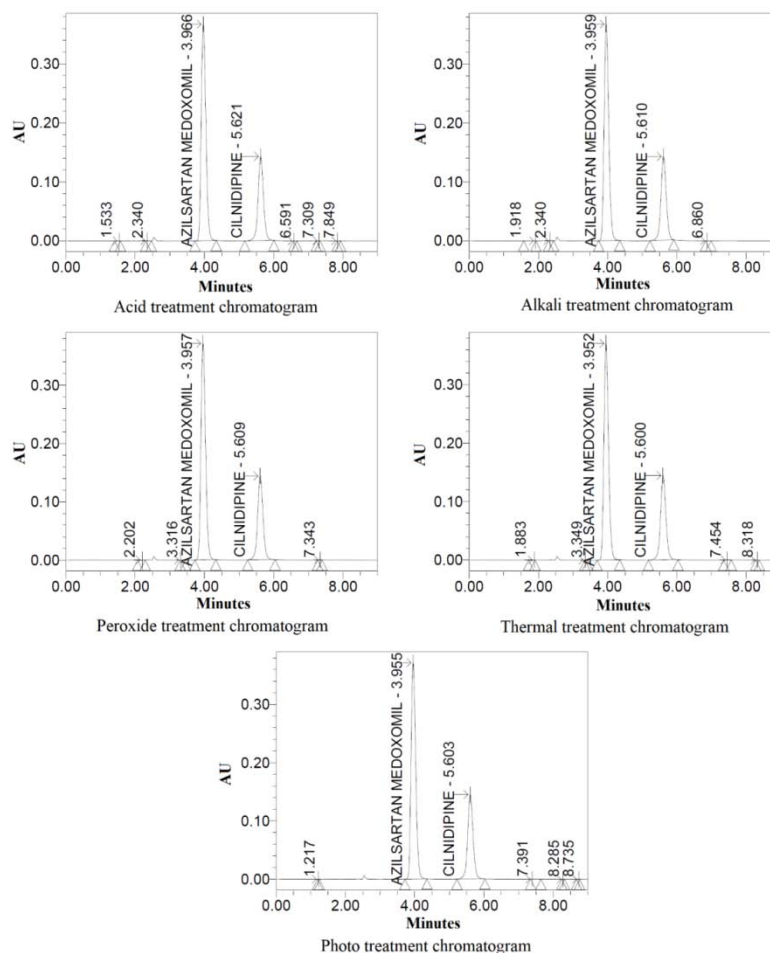 AU
0.30
0.20
0.10
0.00
1.533
2.340
AZILSARTAN MEDOXOMIL - 3.966
CILNIDIPINE - 5.621
6.591
7.309
7.849
0.00 2.00 4.00 6.00 8.00
Minutes
Acid treatment chromatogram
AU
0.30
0.20
0.10
0.00
1.918
2.340
AZILSARTAN MEDOXOMIL - 3.959
CILNIDIPINE - 5.610
6.860
0.00 2.00 4.00 6.00 8.00
Minutes
Alkali treatment chromatogram
AU
0.30
0.20
0.10
0.00
2.202
3.316
AZILSARTAN MEDOXOMIL - 3.957
CILNIDIPINE - 5.609
7.343
0.00 2.00 4.00 6.00 8.00
Minutes
Peroxide treatment chromatogram
AU
0.30
0.20
0.10
0.00
1.883
3.349
AZILSARTAN MEDOXOMIL - 3.952
CILNIDIPINE - 5.600
7.454
8.318
0.00 2.00 4.00 6.00 8.00
Minutes
Thermal treatment chromatogram
AU
0.30
0.20
0.10
0.00
1.217
AZILSARTAN MEDOXOMIL - 3.955
CILNIDIPINE - 5.603
7.391
8.285
8.735
0.00 2.00 4.00 6.00 8.00
Minutes
Photo treatment chromatogram